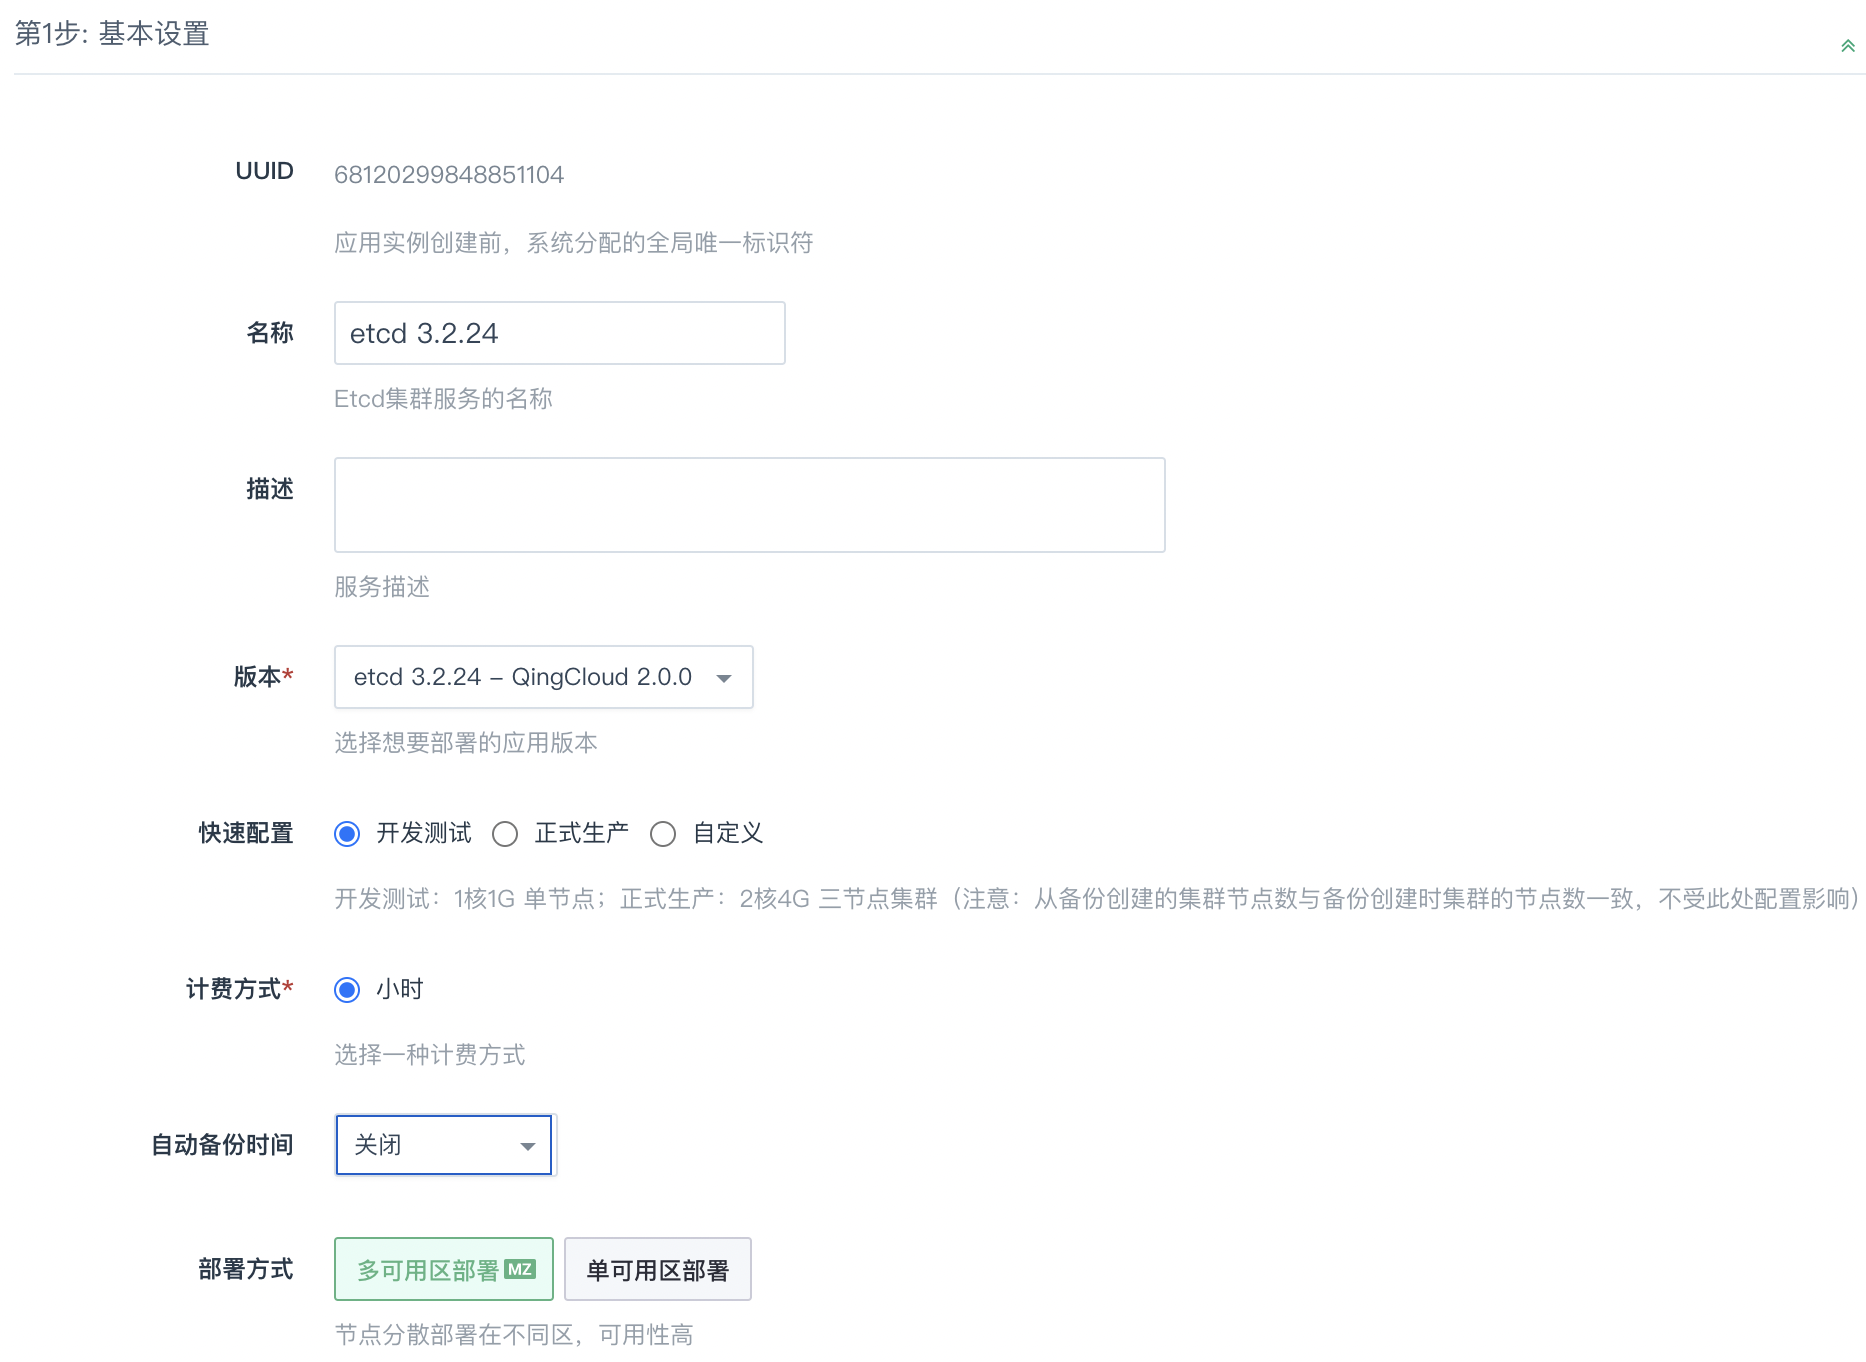 第1步: 基本设置
UUID 68120299848851104
应用实例创建前，系统分配的全局唯一标识符
名称 etcd 3.2.24
Etcd集群服务的名称
描述
服务描述
版本* etcd 3.2.24 – QingCloud 2.0.0
选择想要部署的应用版本
快速配置 开发测试 正式生产 自定义
开发测试：1核1G 单节点；正式生产：2核4G 三节点集群（注意：从备份创建的集群节点数与备份创建时集群的节点数一致，不受此处配置影响）
计费方式* 小时
选择一种计费方式
自动备份时间 关闭
部署方式 多可用区部署 MZ 单可用区部署
节点分散部署在不同区，可用性高